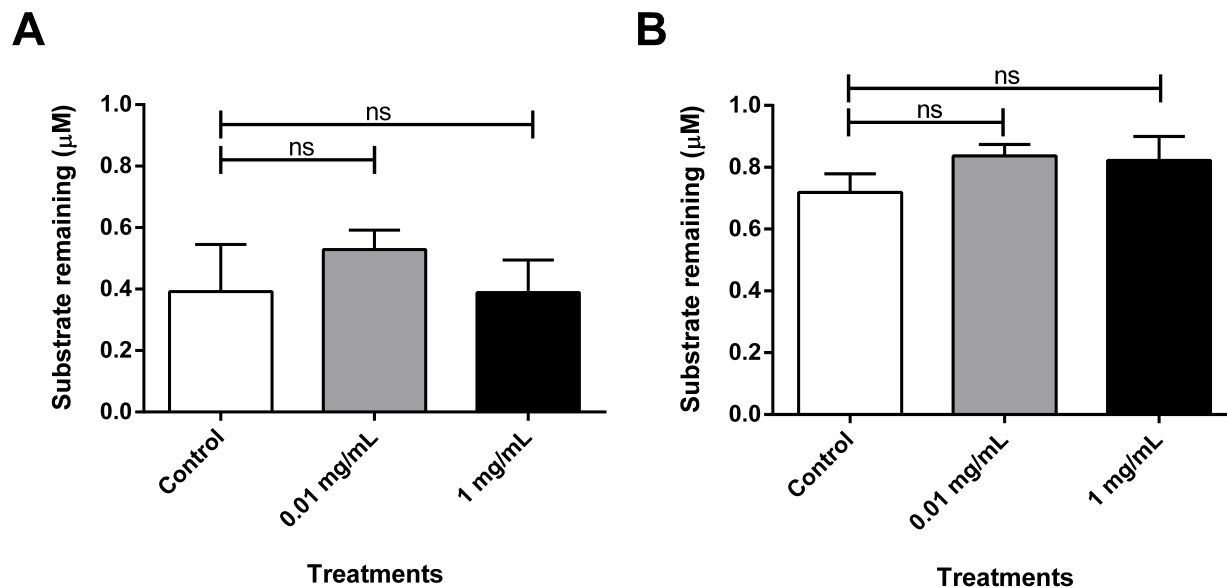 A
Substrate remaining (μM)
1.0
0.8
0.6
0.4
0.2
0.0
ns
ns
Control
0.01 mg/mL
1 mg/mL
Treatments
B
Substrate remaining (μM)
1.0
0.8
0.6
0.4
0.2
0.0
ns
ns
Control
0.01 mg/mL
1 mg/mL
Treatments